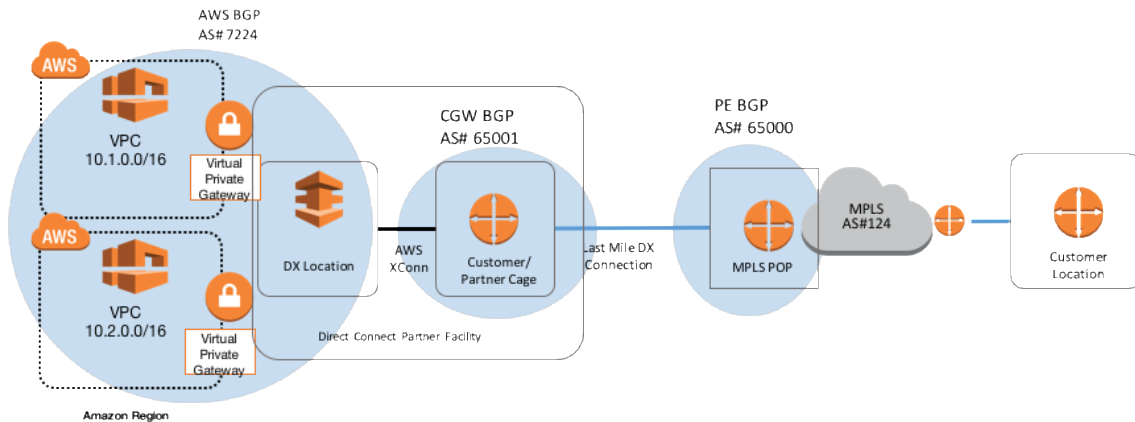 AWS BGP
AS# 7224
AWS
VPC
10.1.0.0/16
Virtual
Private
Gateway
AWS
VPC
10.2.0.0/16
Virtual
Private
Gateway
Amazon Region
DX Location
AWS
XConn
CGW BGP
AS# 65001
Customer/
Partner Cage
Direct Connect Partner Facility
Last Mile DX
Connection
PE BGP
AS# 65000
MPLS POP
MPLS
AS#124
Customer
Location